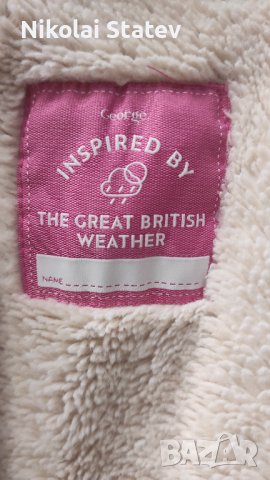 Nikolai Statev
George.
INSPIRED BY
THE GREAT BRITISH
WEATHER
NAME
BAZAR